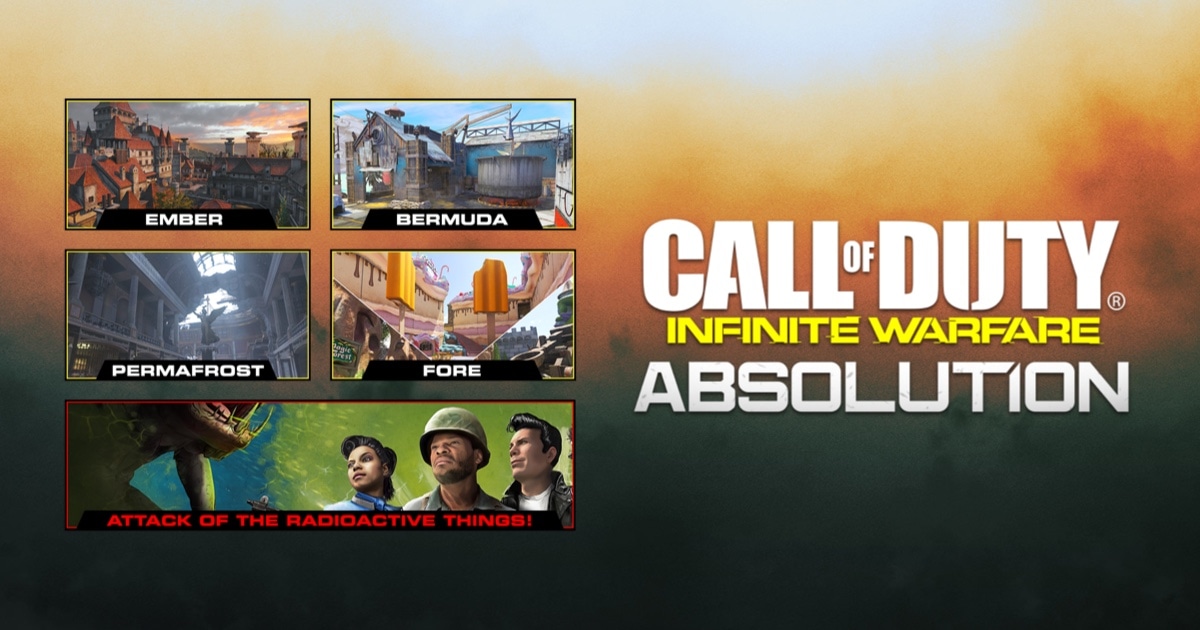 EMBER
BERMUDA
PERMAFROST
FORE
ATTACK OF THE RADIOACTIVE THINGS!
CALL OF DUTY®
INFINITE WARFARE
ABSOLUTION